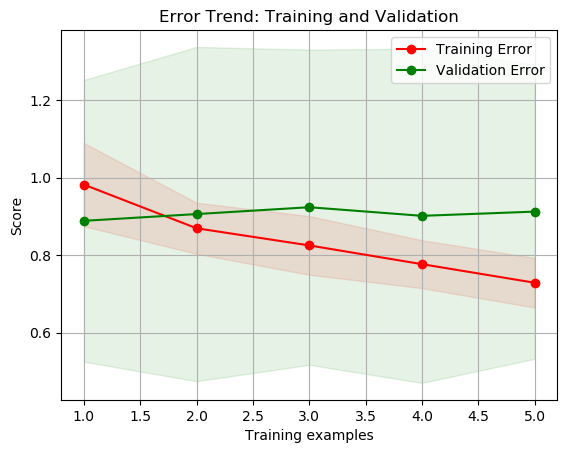 Error Trend: Training and Validation
Training Error
Validation Error
Score
1.2
1.0
0.8
0.6
1.0 1.5 2.0 2.5 3.0 3.5 4.0 4.5 5.0
Training examples